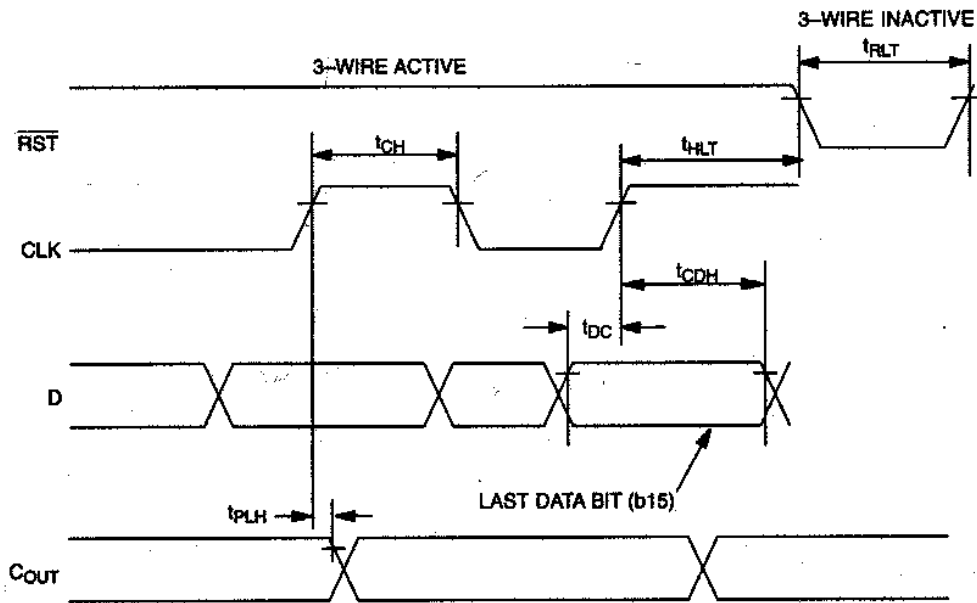 3–WIRE INACTIVE
tRLT
3–WIRE ACTIVE
RST
tCH
tHLT
CLK
tCDH
tDC
D
LAST DATA BIT (b15)
tPLH
COUT